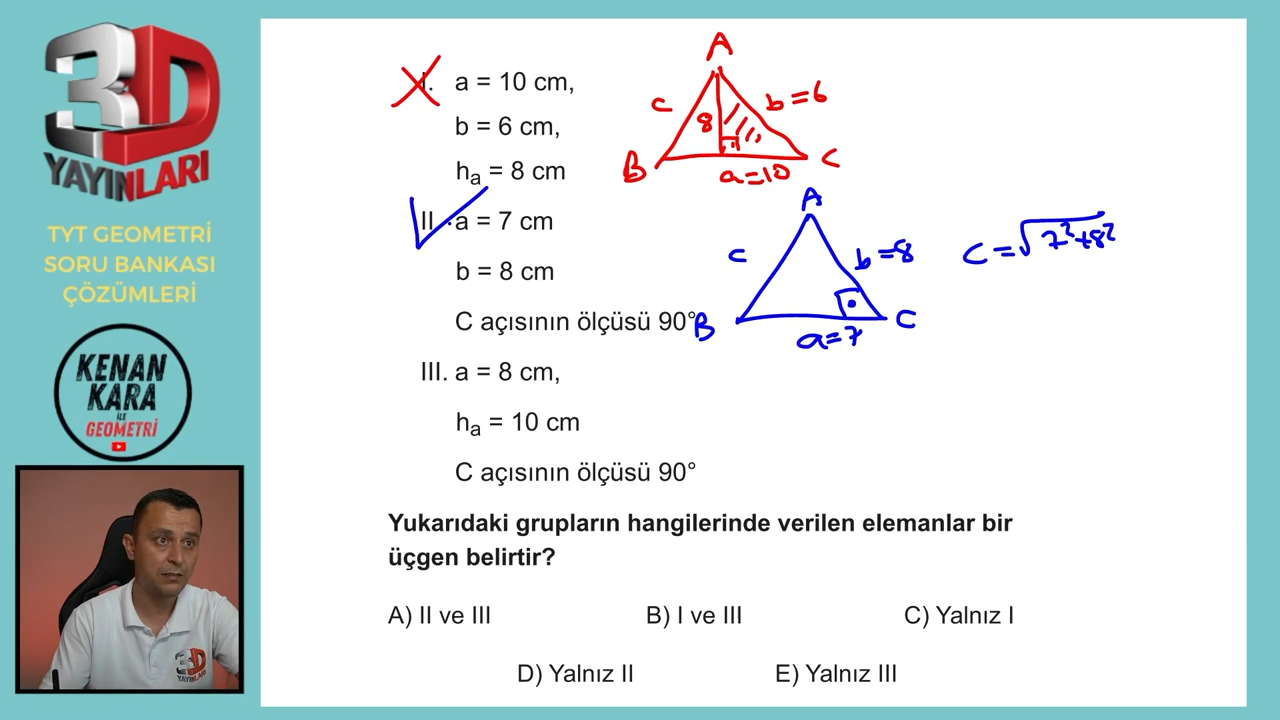 3D
YAYINLARI
TYT GEOMETRİ
SORU BANKASI
ÇÖZÜMLERİ
KENAN
KARA
İLE
GEOMETRİ
3D
YAYINLARI
I. a = 10 cm,
b = 6 cm,
ha = 8 cm
II. a = 7 cm
b = 8 cm
C açısının ölçüsü 90°
III. a = 8 cm,
ha = 10 cm
C açısının ölçüsü 90°
A
c
8
b = 6
B
a = 10
C
A
c
b = 8
B
a = 7
C
C = √7²+8²
Yukarıdaki grupların hangilerinde verilen elemanlar bir
üçgen belirtir?
A) II ve III
B) I ve III
C) Yalnız I
D) Yalnız II
E) Yalnız III